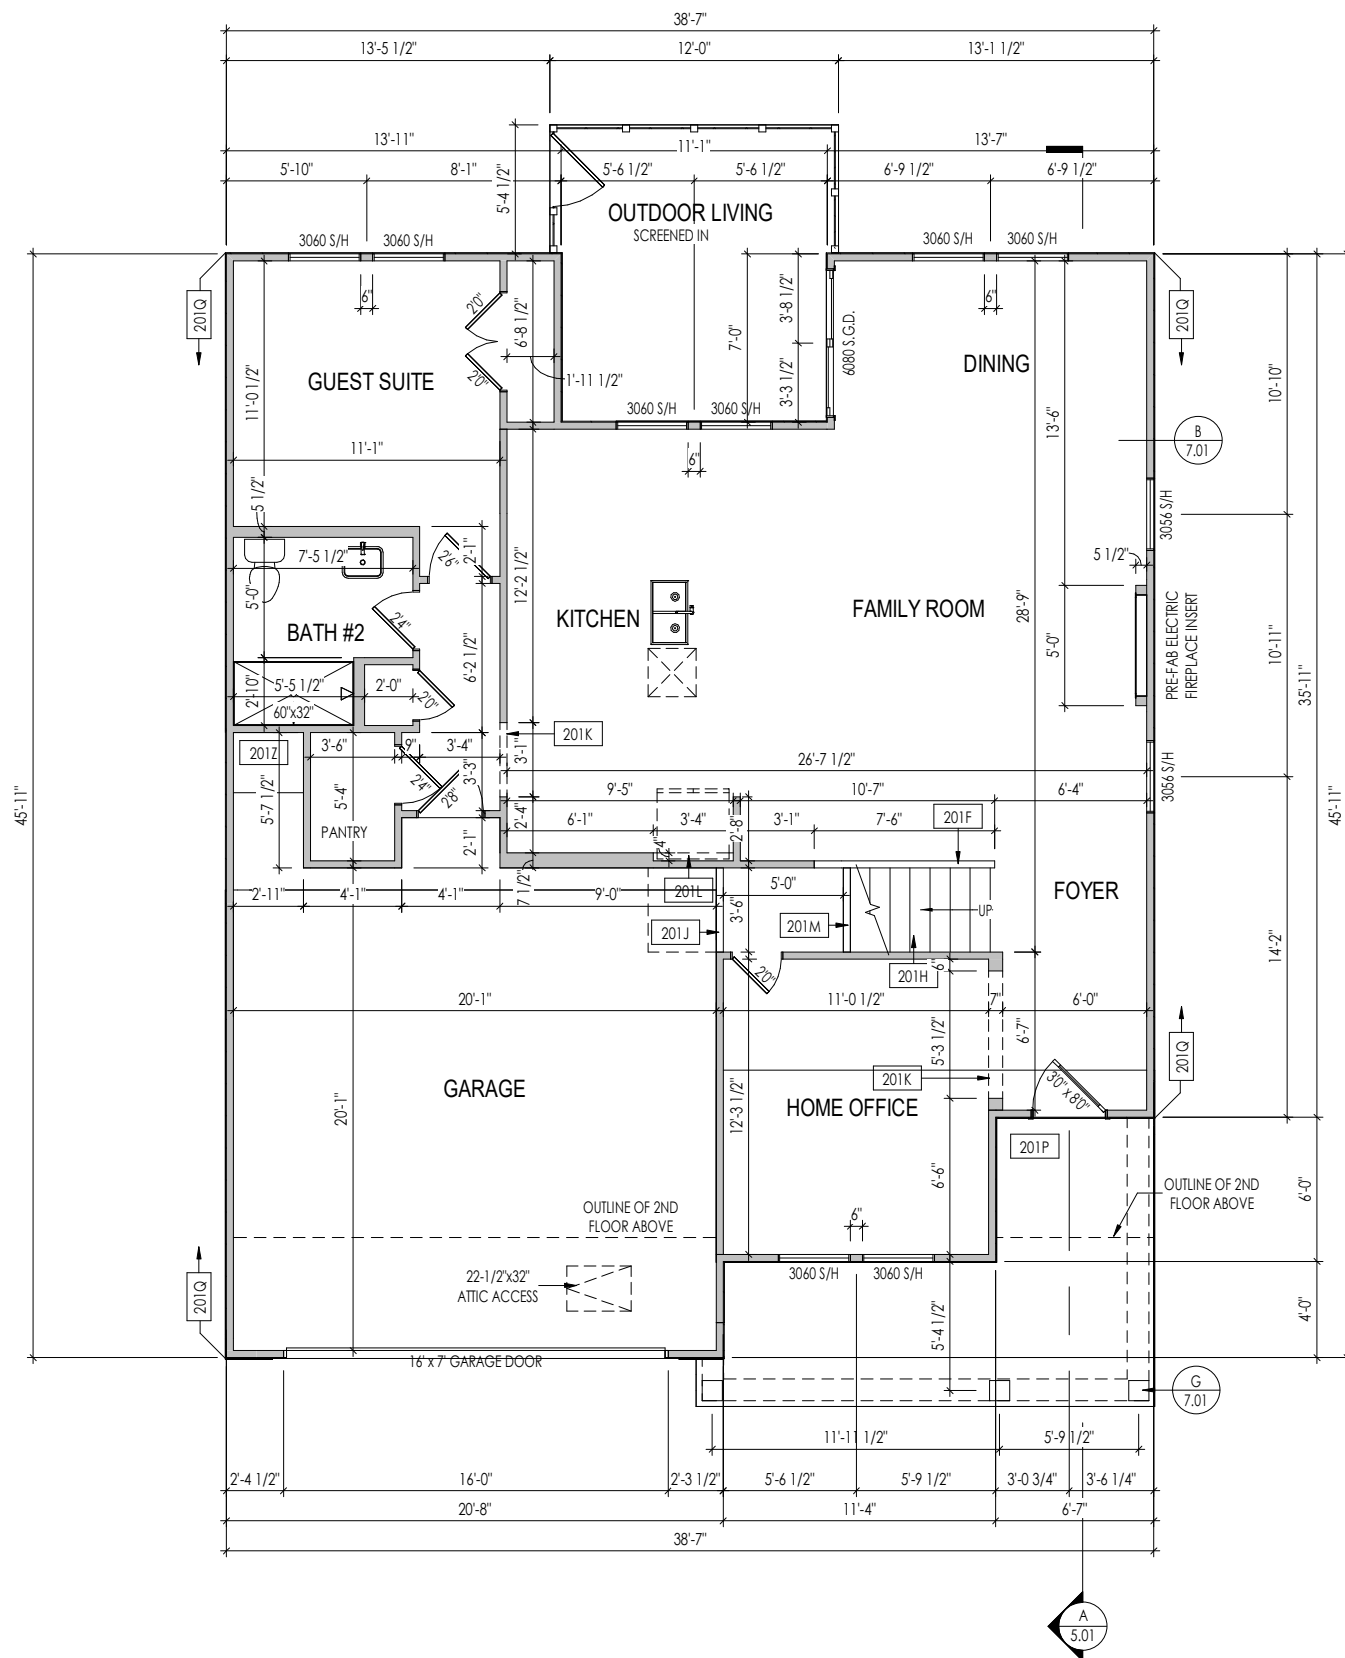 38'-7"
13'-5 1/2"
12'-0"
13'-1 1/2"
13'-11"
11'-1"
13'-7"
5'-10"
8'-1"
5'-6 1/2"
5'-6 1/2"
6'-9 1/2"
6'-9 1/2"
5'-4 1/2"
OUTDOOR LIVING
SCREENED IN
3060 S/H
3060 S/H
3060 S/H
3060 S/H
201Q
201Q
6"
2'0"
6'-8 1/2"
7'-0"
3'-8 1/2"
6080 S.G.D.
6"
DINING
GUEST SUITE
11'-0 1/2"
2'0"
1'-11 1/2"
3'-3 1/2"
3060 S/H
3060 S/H
13'-6"
10'-10"
11'-1"
6"
B
7.01
5 1/2"
3056 S/H
7'-5 1/2"
2'6"
2'-1"
12'-2 1/2"
5 1/2"
5'-0"
2'4"
BATH #2
KITCHEN
FAMILY ROOM
28'-9"
5'-0"
PRE-FAB ELECTRIC
FIREPLACE INSERT
10'-11"
35'-11"
6'-2 1/2"
2'-10"
5'-5 1/2"
60"x32"
2'-0"
2'0"
201Z
3'-6"
9"
3'-4"
3'-1"
201K
3'-3"
26'-7 1/2"
3056 S/H
45'-11"
45'-11"
5'-7 1/2"
5'-4"
2'4"
2'8"
9'-5"
10'-7"
6'-4"
2'-4"
6'-1"
3'-4"
2'-8"
3'-1"
7'-6"
201F
PANTRY
2'-1"
7 1/2"
4"
2'-11"
4'-1"
4'-1"
9'-0"
201L
5'-0"
FOYER
3'-6"
201J
201M
UP
201H
6"
14'-2"
2'0"
20'-1"
11'-0 1/2"
7"
6'-0"
5'-3 1/2"
6'-7"
201K
3'0" x 8'0"
201Q
GARAGE
20'-1"
12'-3 1/2"
HOME OFFICE
201P
6'-6"
OUTLINE OF 2ND
FLOOR ABOVE
OUTLINE OF 2ND
FLOOR ABOVE
6'-0"
6"
3060 S/H
3060 S/H
22-1/2"x32"
ATTIC ACCESS
201Q
5'-4 1/2"
4'-0"
16' x 7' GARAGE DOOR
G
7.01
11'-11 1/2"
5'-9 1/2"
2'-4 1/2"
16'-0"
2'-3 1/2"
5'-6 1/2"
5'-9 1/2"
3'-0 3/4"
3'-6 1/4"
20'-8"
11'-4"
6'-7"
38'-7"
A
5.01